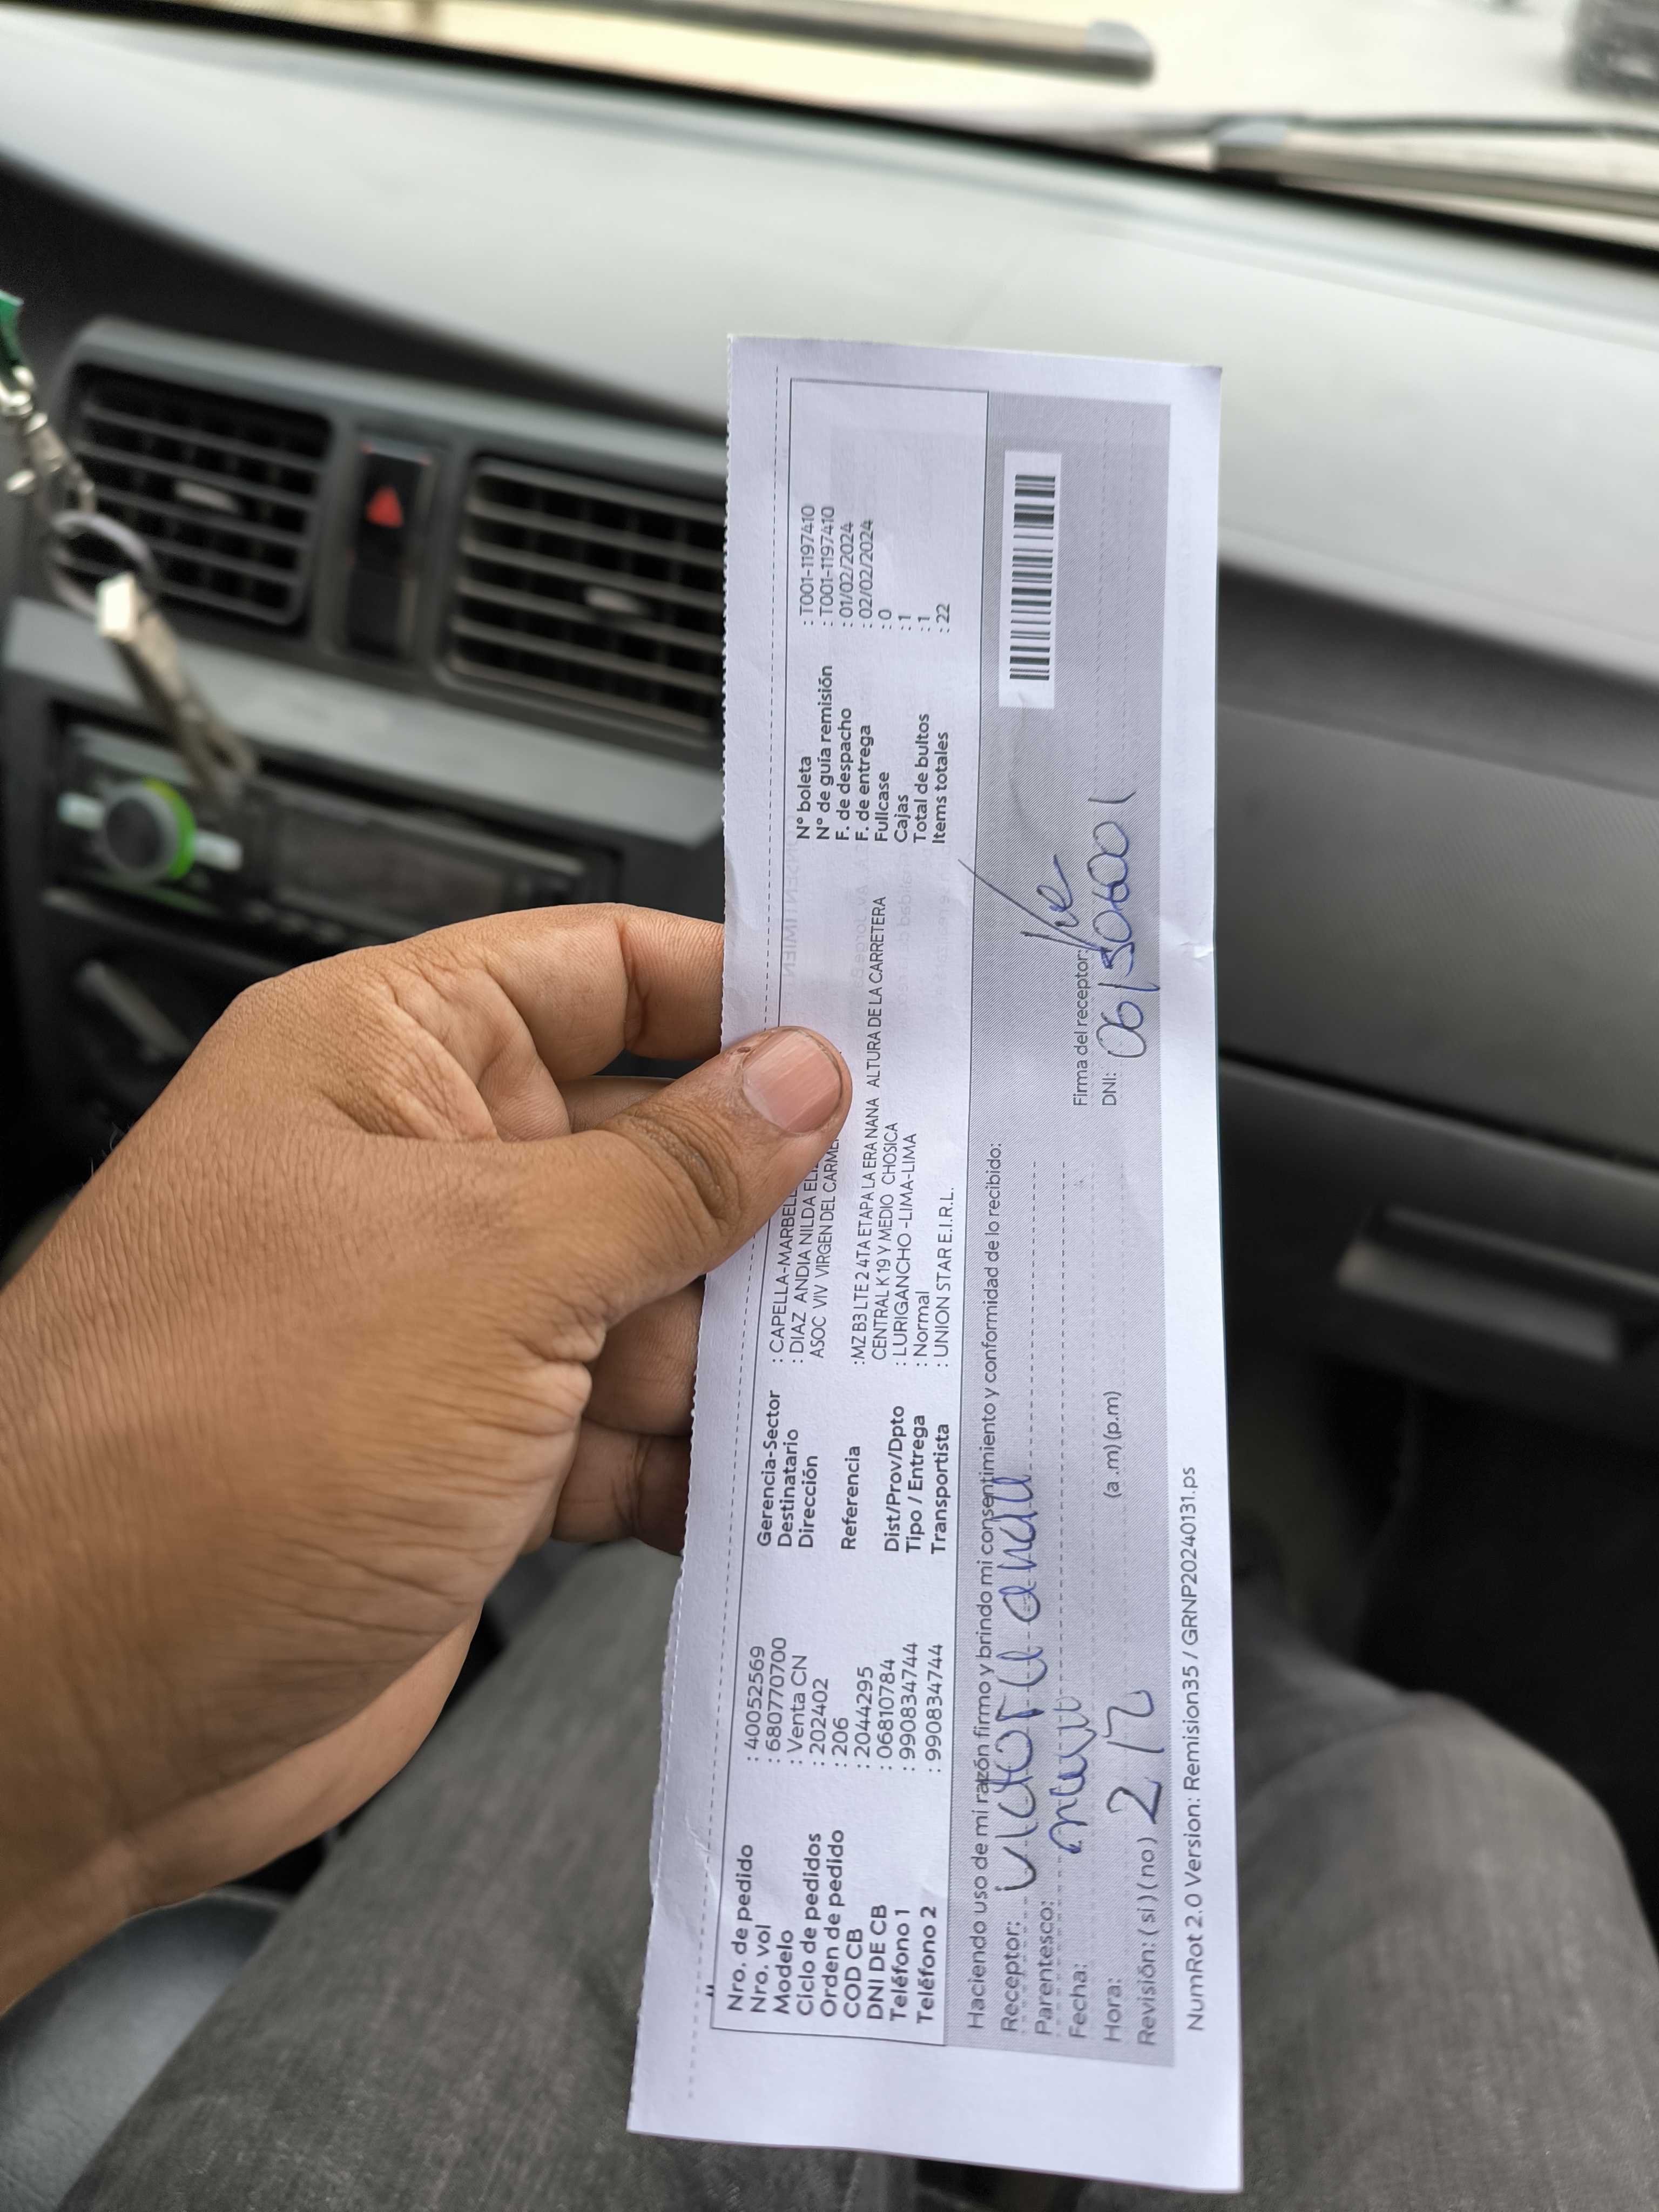 Nro. de pedido : 40052569
Nro. vol : 680770700
Modelo : Venta CN
Ciclo de pedidos : 202402
Orden de pedido : 206
COD CB : 2044295
DNI DE CB : 06810784
Teléfono 1 : 990834744
Teléfono 2 : 990834744
Gerencia-Sector : CAPELLA-MARBELL
Destinatario : DIAZ ANDIA NILDA
Dirección ASOC VIV VIRGEN DEL CARME
Referencia : MZ B3 LTE 2 4TA ETAPA LA ERA NANA ALTURA DE LA CARRETERA
CENTRAL K 19 Y MEDIO CHOSICA
Dist/Prov/Dpto : LURIGANCHO -LIMA-LIMA
Tipo / Entrega : Normal
Transportista : UNION STAR E.I.R.L.
N° boleta : T001-1197410
N° de guía remisión : T001-1197410
F. de despacho : 01/02/2024
F. de entrega : 02/02/2024
Fullcase : 0
Cajas : 1
Total de bultos : 1
Items totales : 22
Haciendo uso de mi razón firmo y brindo mi consentimiento y conformidad de lo recibido:
Receptor:
Parentesco:
Fecha:
Hora: (a .m) (p.m)
Revisión: ( si ) ( no )
Firma del receptor:
DNI:
NumRot 2.0 Version: Remision35 / GRNP20240131.ps